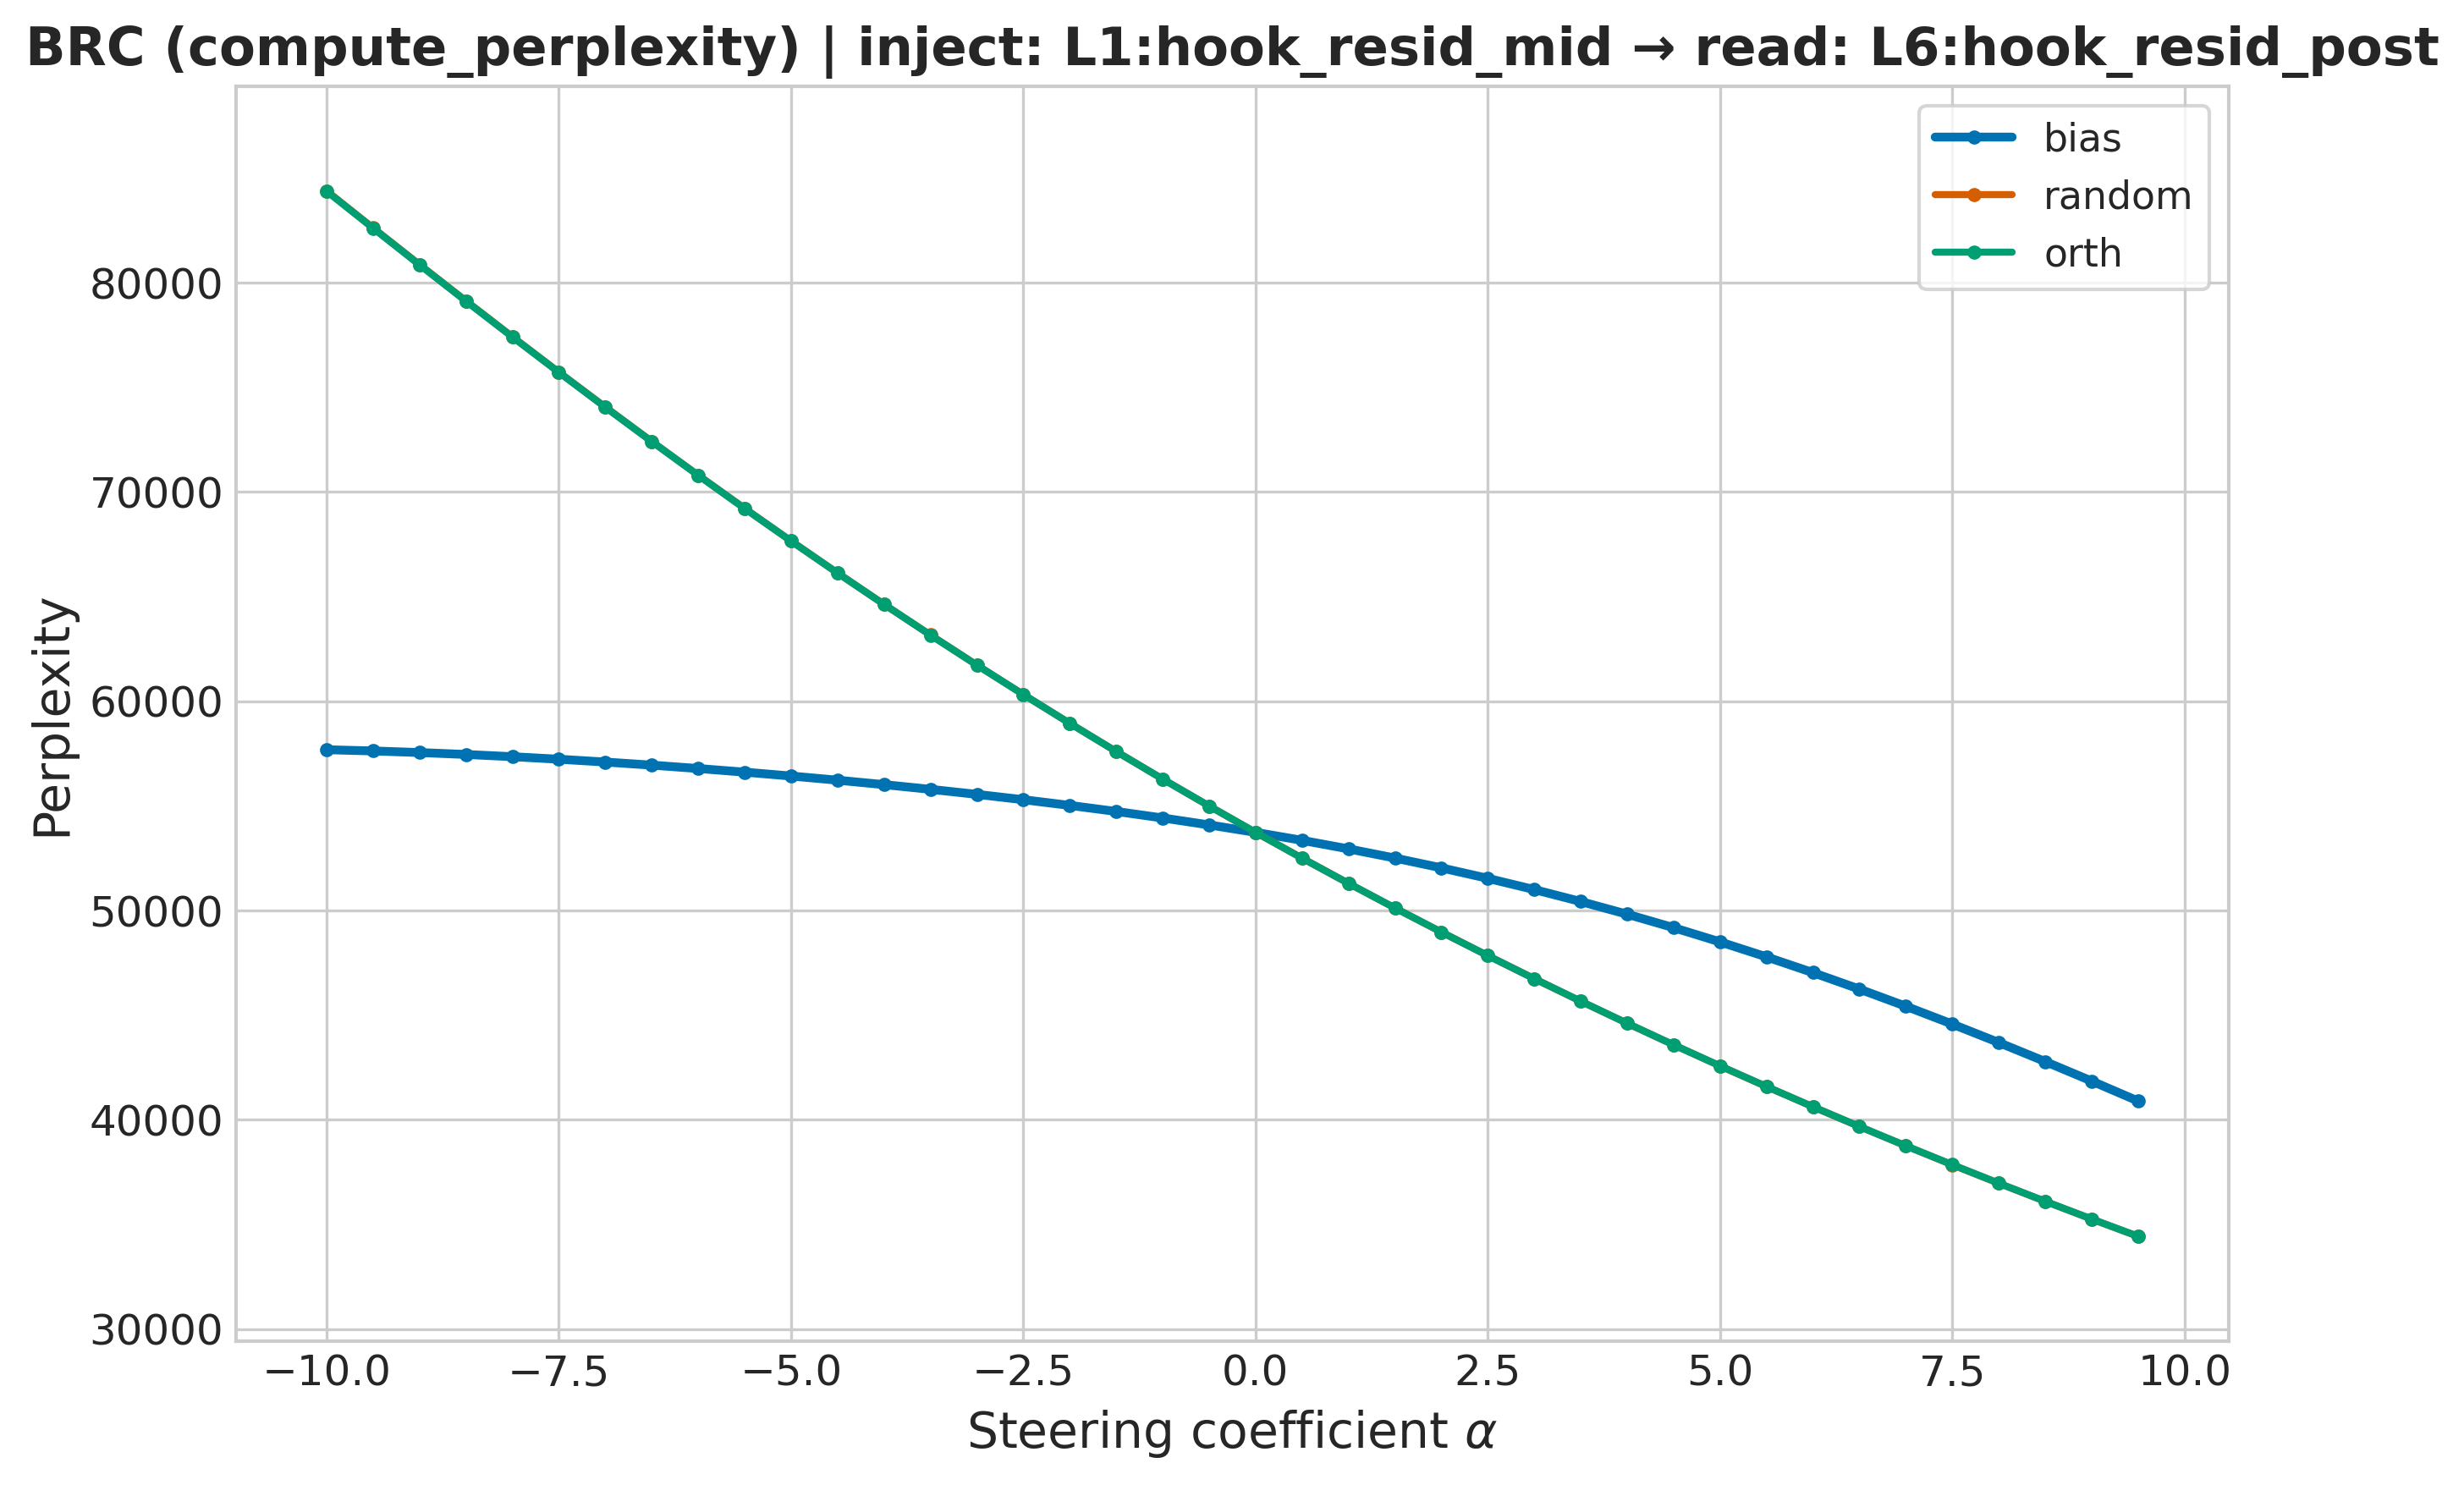 BRC (compute_perplexity) | inject: L1:hook_resid_mid → read: L6:hook_resid_post
bias
random
orth
80000
70000
60000
50000
40000
30000
Perplexity
−10.0
−7.5
−5.0
−2.5
0.0
2.5
5.0
7.5
10.0
Steering coefficient α